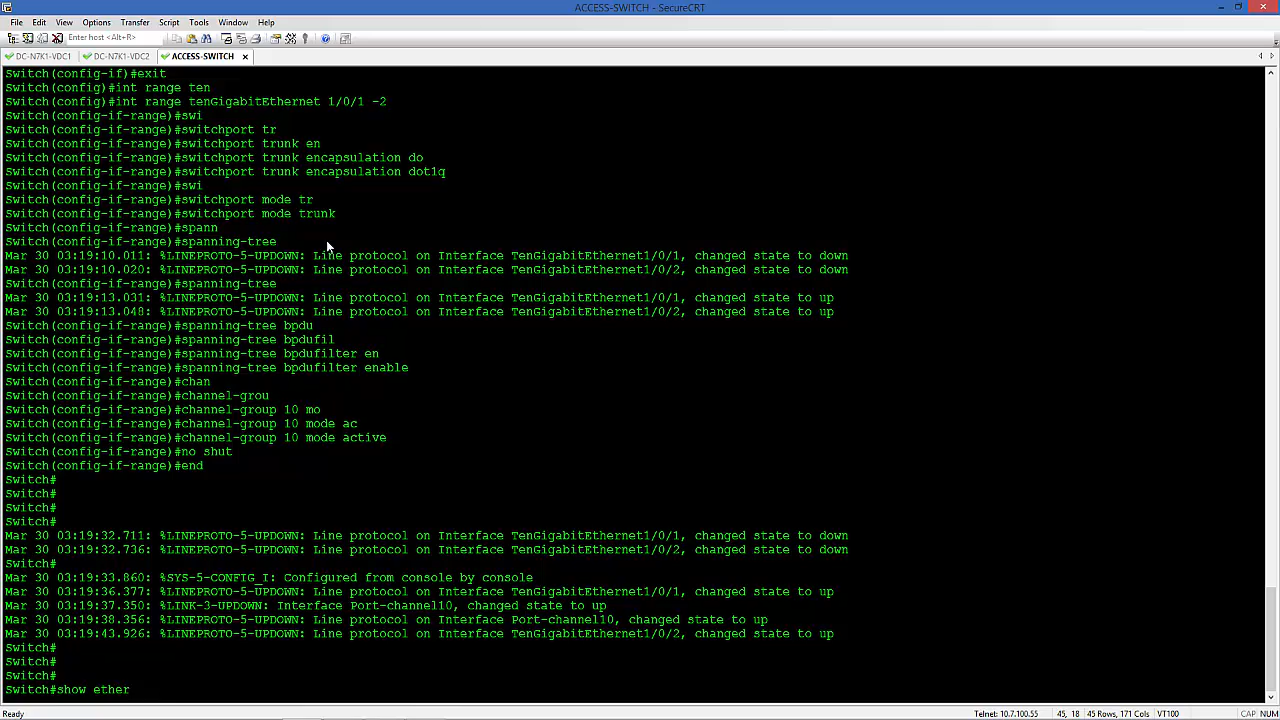 ACCESS-SWITCH - SecureCRT
File Edit View Options Transfer Script Tools Window Help
Enter host <Alt+R>
DC-N7K1-VDC1 DC-N7K1-VDC2 ACCESS-SWITCH
Switch(config-if)#exit
Switch(config)#int range ten
Switch(config)#int range tenGigabitEthernet 1/0/1 -2
Switch(config-if-range)#swi
Switch(config-if-range)#switchport tr
Switch(config-if-range)#switchport trunk en
Switch(config-if-range)#switchport trunk encapsulation do
Switch(config-if-range)#switchport trunk encapsulation dot1q
Switch(config-if-range)#swi
Switch(config-if-range)#switchport mode tr
Switch(config-if-range)#switchport mode trunk
Switch(config-if-range)#spann
Switch(config-if-range)#spanning-tree
Mar 30 03:19:10.011: %LINEPROTO-5-UPDOWN: Line protocol on Interface TenGigabitEthernet1/0/1, changed state to down
Mar 30 03:19:10.020: %LINEPROTO-5-UPDOWN: Line protocol on Interface TenGigabitEthernet1/0/2, changed state to down
Switch(config-if-range)#spanning-tree
Mar 30 03:19:13.031: %LINEPROTO-5-UPDOWN: Line protocol on Interface TenGigabitEthernet1/0/1, changed state to up
Mar 30 03:19:13.048: %LINEPROTO-5-UPDOWN: Line protocol on Interface TenGigabitEthernet1/0/2, changed state to up
Switch(config-if-range)#spanning-tree bpdu
Switch(config-if-range)#spanning-tree bpdufil
Switch(config-if-range)#spanning-tree bpdufilter en
Switch(config-if-range)#spanning-tree bpdufilter enable
Switch(config-if-range)#chan
Switch(config-if-range)#channel-grou
Switch(config-if-range)#channel-group 10 mo
Switch(config-if-range)#channel-group 10 mode ac
Switch(config-if-range)#channel-group 10 mode active
Switch(config-if-range)#no shut
Switch(config-if-range)#end
Switch#
Switch#
Switch#
Switch#
Mar 30 03:19:32.711: %LINEPROTO-5-UPDOWN: Line protocol on Interface TenGigabitEthernet1/0/1, changed state to down
Mar 30 03:19:32.736: %LINEPROTO-5-UPDOWN: Line protocol on Interface TenGigabitEthernet1/0/2, changed state to down
Switch#
Mar 30 03:19:33.860: %SYS-5-CONFIG_I: Configured from console by console
Mar 30 03:19:36.377: %LINEPROTO-5-UPDOWN: Line protocol on Interface TenGigabitEthernet1/0/1, changed state to up
Mar 30 03:19:37.350: %LINK-3-UPDOWN: Interface Port-channel10, changed state to up
Mar 30 03:19:38.356: %LINEPROTO-5-UPDOWN: Line protocol on Interface Port-channel10, changed state to up
Mar 30 03:19:43.926: %LINEPROTO-5-UPDOWN: Line protocol on Interface TenGigabitEthernet1/0/2, changed state to up
Switch#
Switch#
Switch#
Switch#show ether
Ready Telnet: 10.7.100.55 45, 18 45 Rows, 171 Cols VT100 CAP NUM